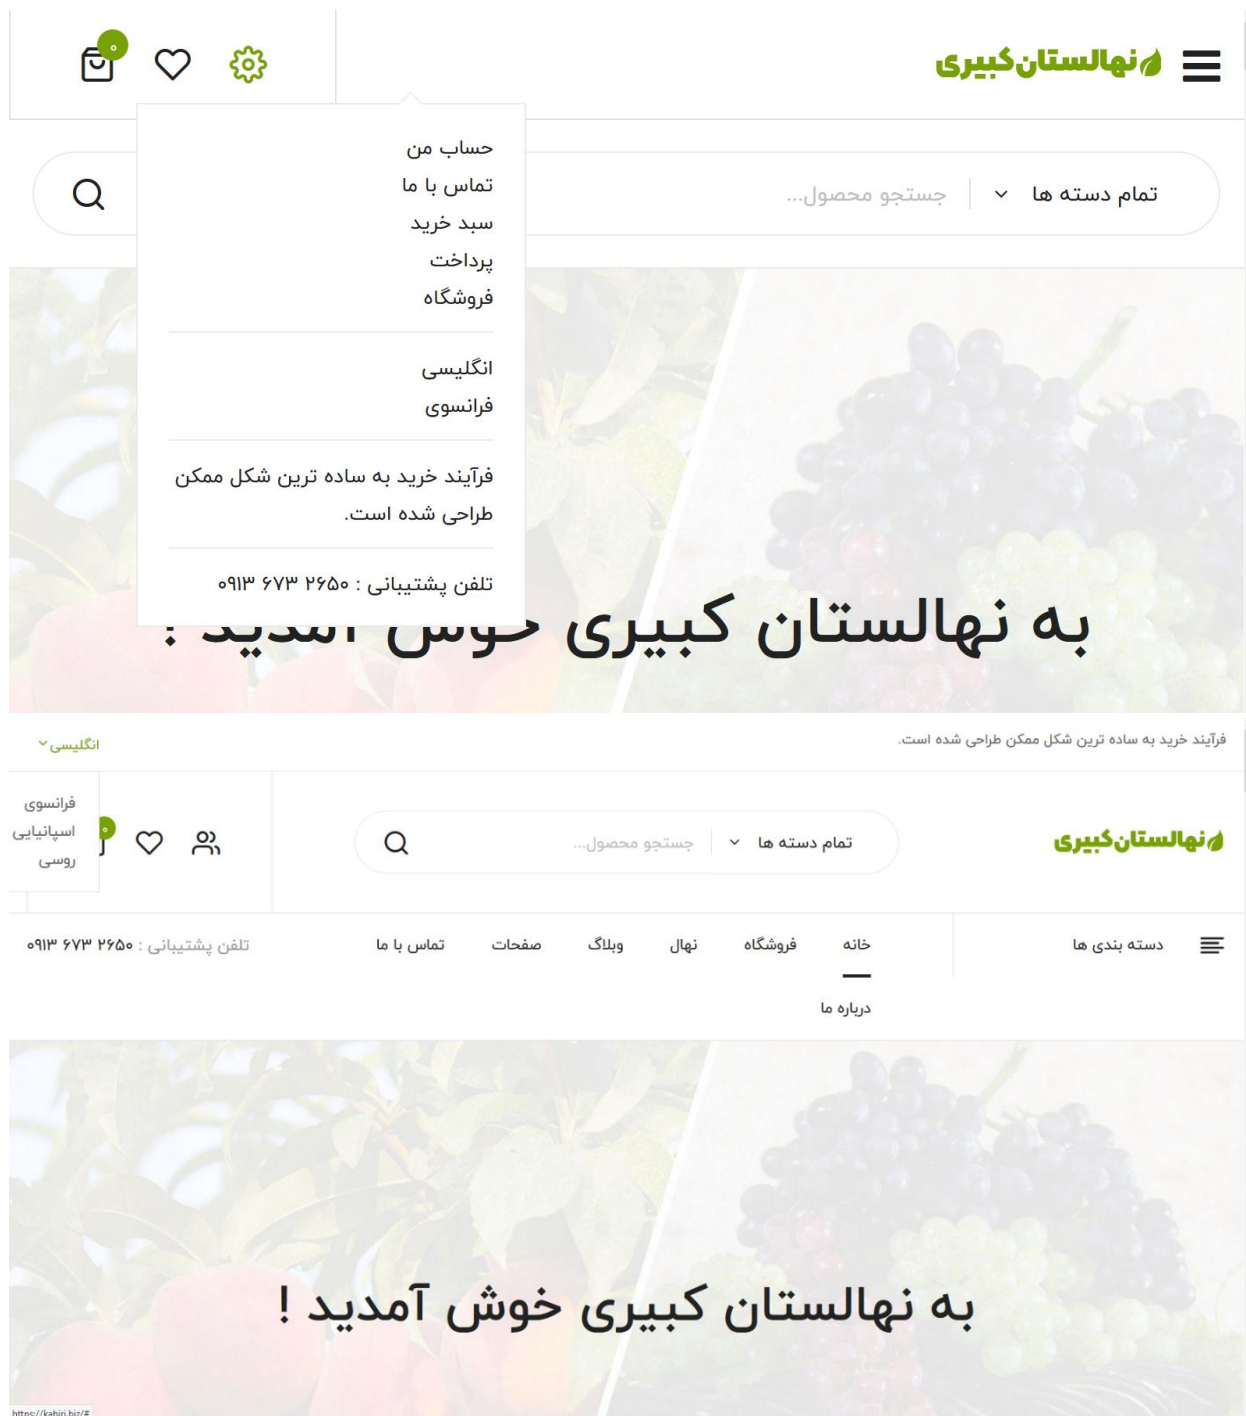 نهالستان کبیری
۰
حساب من
تماس با ما
سبد خرید
پرداخت
فروشگاه
تمام دسته ها
جستجو محصول...
انگلیسی
فرانسوی
فرآیند خرید به ساده ترین شکل ممکن
طراحی شده است.
تلفن پشتیبانی : ۰۹۱۳ ۶۷۳ ۲۶۵۰
به نهالستان کبیری خوش آمدید !
فرآیند خرید به ساده ترین شکل ممکن طراحی شده است.
انگلیسی
فرانسوی
اسپانیایی
روسی
نهالستان کبیری
تمام دسته ها
جستجو محصول...
۰
دسته بندی ها
خانه
فروشگاه
نهال
وبلاگ
صفحات
تماس با ما
تلفن پشتیبانی : ۰۹۱۳ ۶۷۳ ۲۶۵۰
درباره ما
به نهالستان کبیری خوش آمدید !
https://kabiri.biz/#